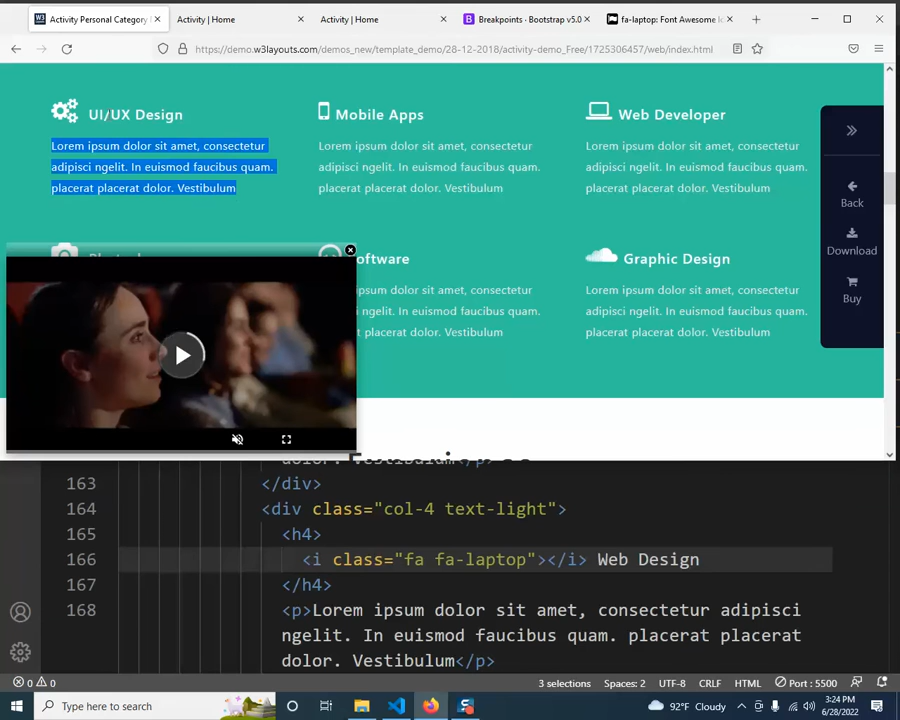 Activity Personal Category
Activity | Home
Activity | Home
Breakpoints · Bootstrap v5.0
fa-laptop: Font Awesome
https://demo.w3layouts.com/demos_new/template_demo/28-12-2018/activity-demo_Free/1725306457/web/index.html
UI/UX Design
Lorem ipsum dolor sit amet, consectetur
adipisci ngelit. In euismod faucibus quam.
placerat placerat dolor. Vestibulum
Mobile Apps
Lorem ipsum dolor sit amet, consectetur
adipisci ngelit. In euismod faucibus quam.
placerat placerat dolor. Vestibulum
Web Developer
Lorem ipsum dolor sit amet, consectetur
adipisci ngelit. In euismod faucibus quam.
placerat placerat dolor. Vestibulum
Back
Download
Buy
oftware
psum dolor sit amet, consectetur
ngelit. In euismod faucibus quam.
t placerat dolor. Vestibulum
Graphic Design
Lorem ipsum dolor sit amet, consectetur
adipisci ngelit. In euismod faucibus quam.
placerat placerat dolor. Vestibulum
dolor. Vestibulum</p>
163 </div>
164 <div class="col-4 text-light">
165 <h4>
166 <i class="fa fa-laptop"></i> Web Design
167 </h4>
168 <p>Lorem ipsum dolor sit amet, consectetur adipisci
ngelit. In euismod faucibus quam. placerat placerat
dolor. Vestibulum</p>
0 0 3 selections Spaces: 2 UTF-8 CRLF HTML Port : 5500
Type here to search
92°F Cloudy
3:24 PM
6/28/2022